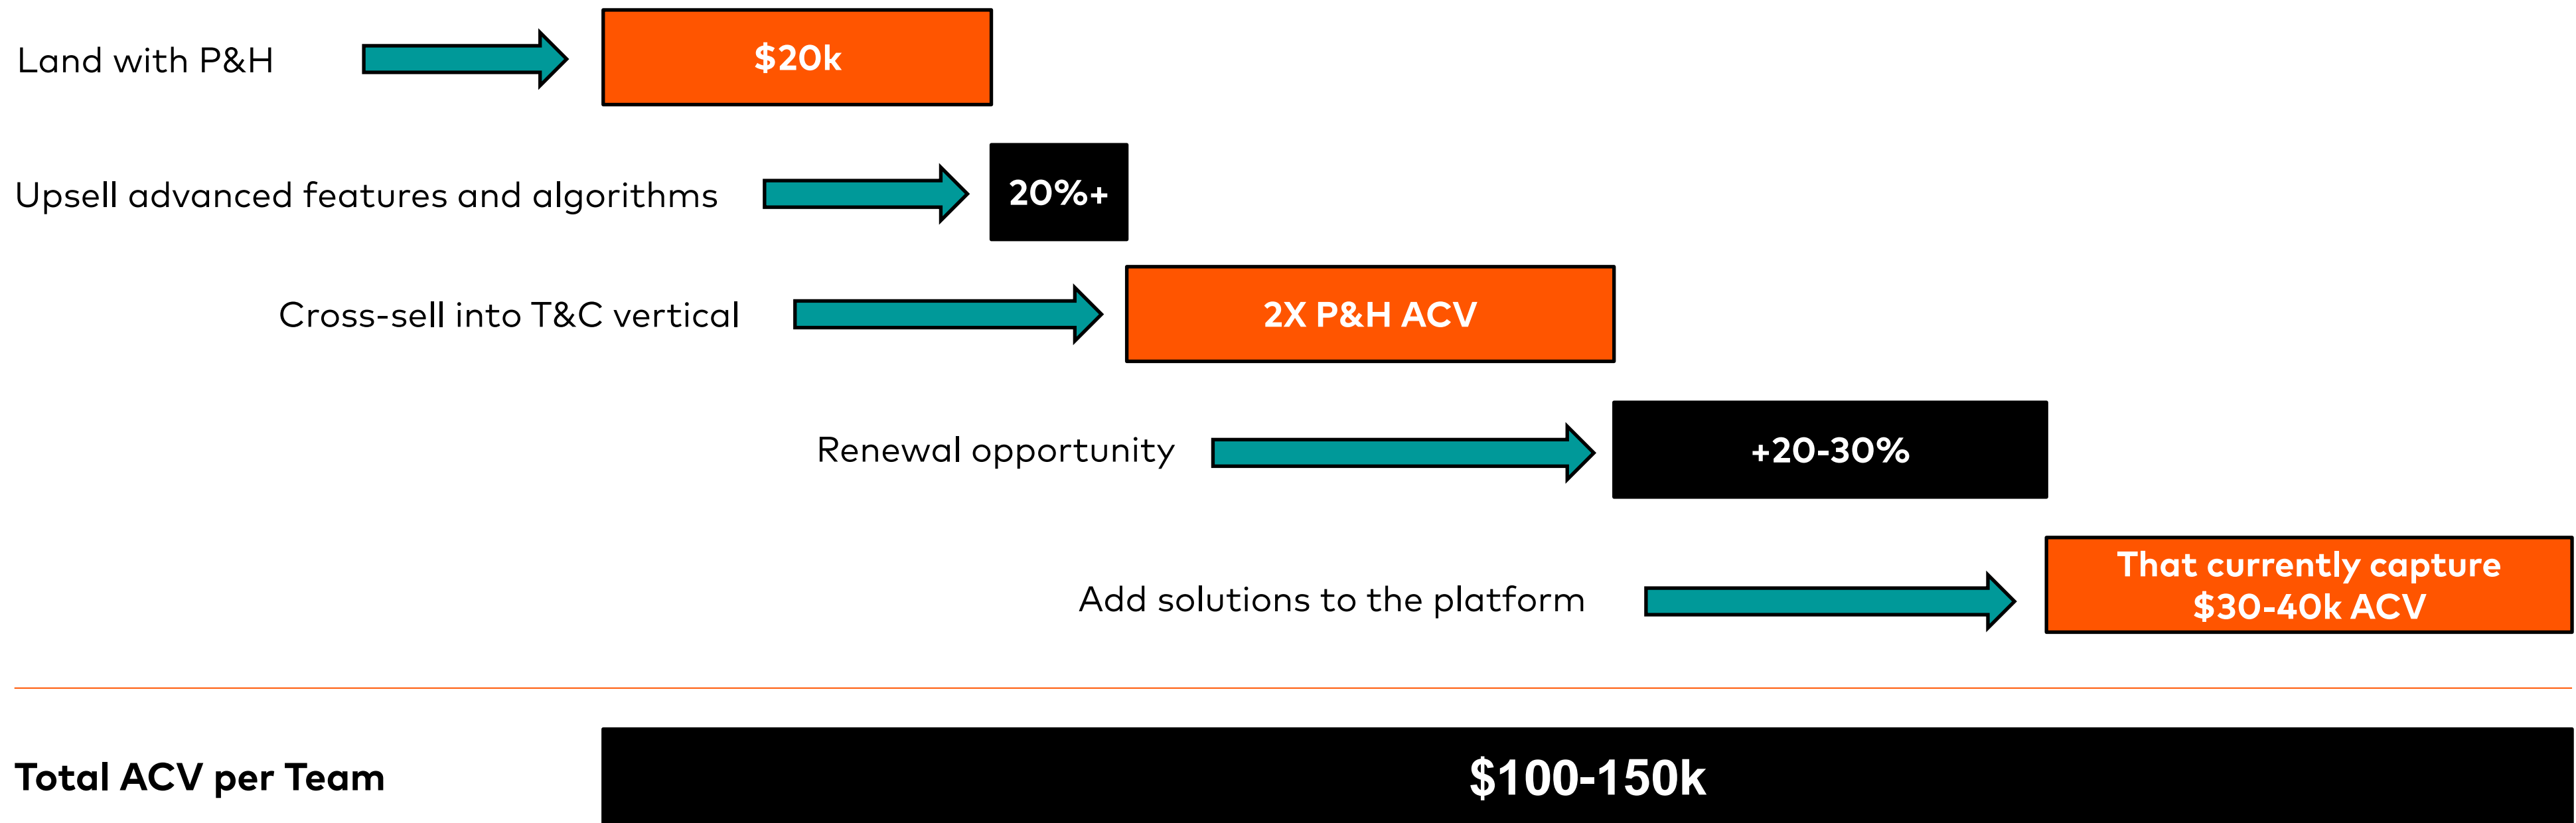 Land with P&H
$20k
Upsell advanced features and algorithms
20%+
Cross-sell into T&C vertical
2X P&H ACV
Renewal opportunity
+20-30%
Add solutions to the platform
That currently capture
$30-40k ACV
Total ACV per Team
$100-150k